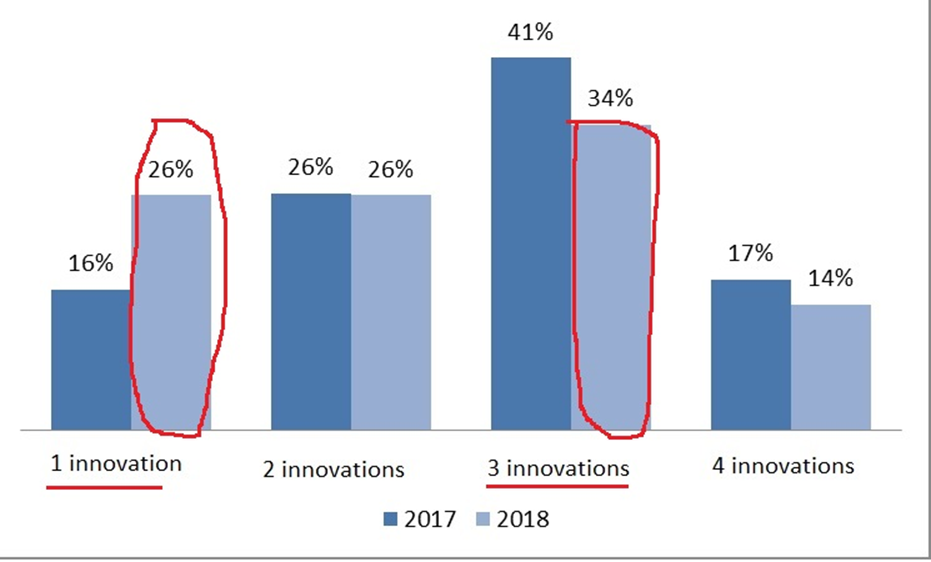 41%
34%
26%
26%
26%
16%
17%
14%
1 innovation
2 innovations
3 innovations
4 innovations
2017
2018